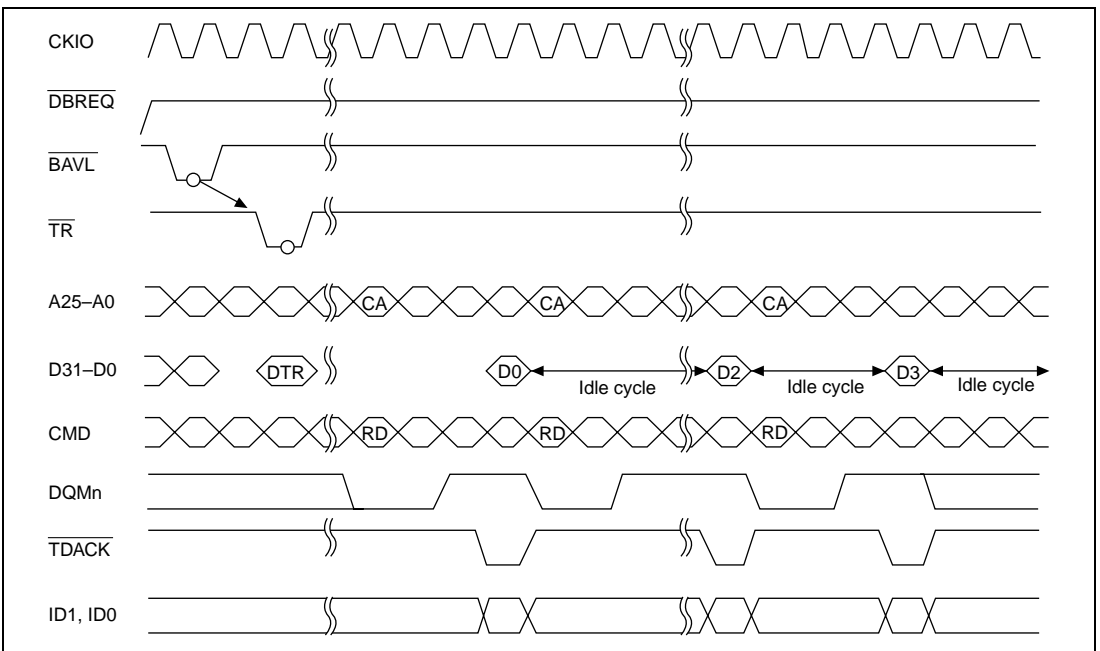 CKIO
DBREQ
BAVL
TR
A25–A0 CA CA CA
D31–D0 DTR D0 Idle cycle D2 Idle cycle D3 Idle cycle
CMD RD RD RD
DQMn
TDACK
ID1, ID0